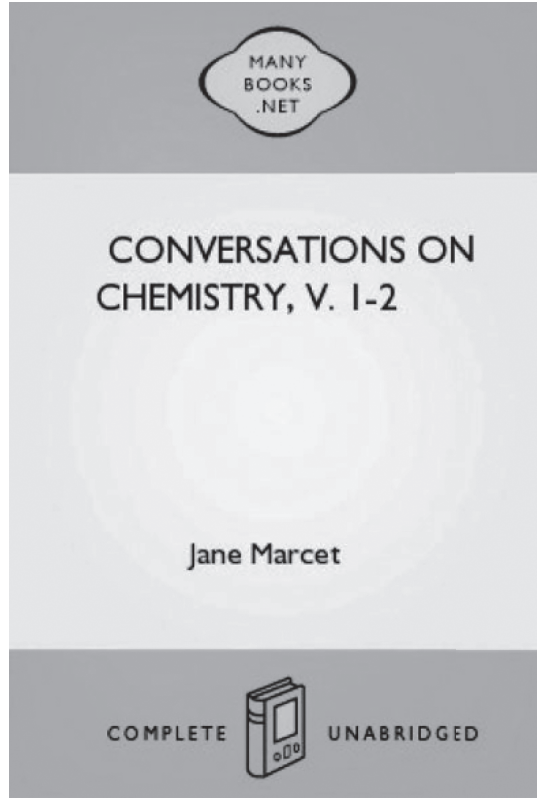 MANY
BOOKS
.NET
CONVERSATIONS ON
CHEMISTRY, V. 1-2
Jane Marcet
COMPLETE UNABRIDGED